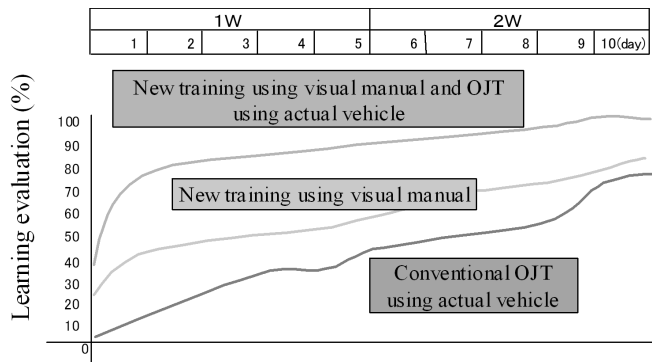 1W 2W
1 2 3 4 5 6 7 8 9 10(day)
New training using visual manual and OJT
using actual vehicle
Learning evaluation (%)
100
90
80
70
60
50
40
30
20
10
0
New training using visual manual
Conventional OJT
using actual vehicle